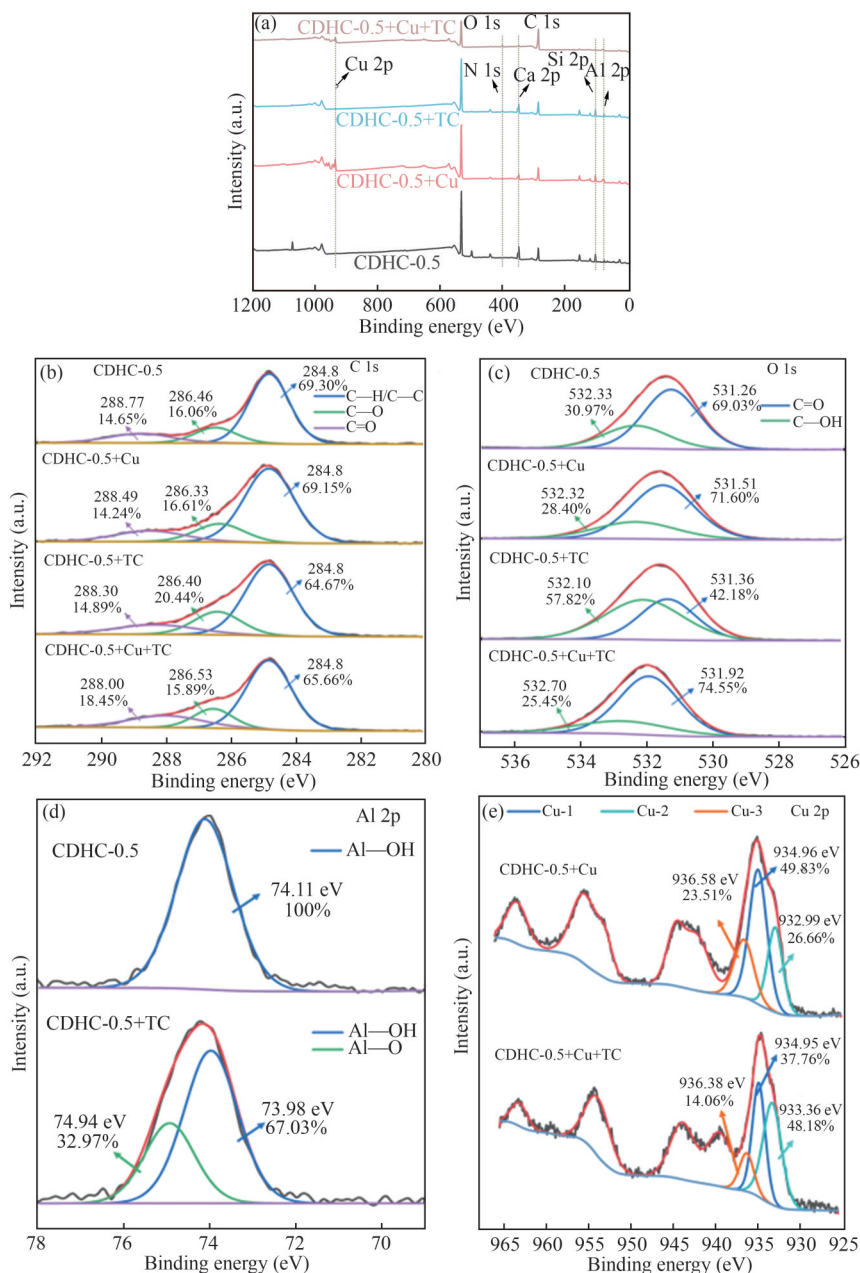 (a)
CDHC-0.5+Cu+TC
O 1s
C 1s
Cu 2p
N 1s
Ca 2p
Si 2p
Al 2p
CDHC-0.5+TC
CDHC-0.5+Cu
CDHC-0.5
Intensity (a.u.)
1200 1000 800 600 400 200 0
Binding energy (eV)
(b)
CDHC-0.5
C 1s
C—H/C—C
C—O
C=O
288.77
14.65%
286.46
16.06%
284.8
69.30%
CDHC-0.5+Cu
288.49
14.24%
286.33
16.61%
284.8
69.15%
CDHC-0.5+TC
288.30
14.89%
286.40
20.44%
284.8
64.67%
CDHC-0.5+Cu+TC
288.00
18.45%
286.53
15.89%
284.8
65.66%
Intensity (a.u.)
292 290 288 286 284 282 280
Binding energy (eV)
(c)
CDHC-0.5
O 1s
C=O
C—OH
532.33
30.97%
531.26
69.03%
CDHC-0.5+Cu
532.32
28.40%
531.51
71.60%
CDHC-0.5+TC
532.10
57.82%
531.36
42.18%
CDHC-0.5+Cu+TC
532.70
25.45%
531.92
74.55%
Intensity (a.u.)
536 534 532 530 528 526
Binding energy (eV)
(d)
Al 2p
CDHC-0.5
Al—OH
74.11 eV
100%
CDHC-0.5+TC
Al—OH
Al—O
74.94 eV
32.97%
73.98 eV
67.03%
Intensity (a.u.)
78 76 74 72 70
Binding energy (eV)
(e)
Cu-1 Cu-2 Cu-3 Cu 2p
CDHC-0.5+Cu
936.58 eV
23.51%
934.96 eV
49.83%
932.99 eV
26.66%
CDHC-0.5+Cu+TC
936.38 eV
14.06%
934.95 eV
37.76%
933.36 eV
48.18%
Intensity (a.u.)
965 960 955 950 945 940 935 930 925
Binding energy (eV)